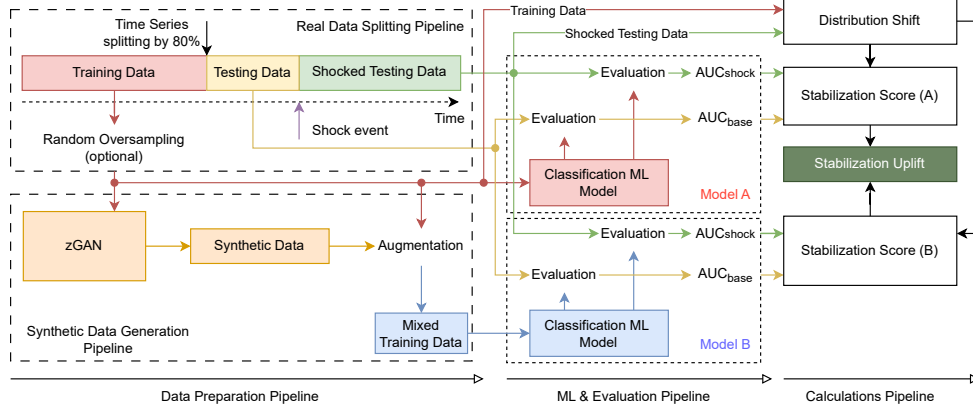 Time Series
splitting by 80%
Real Data Splitting Pipeline
Training Data
Testing Data
Shocked Testing Data
Time
Random Oversampling
(optional)
Shock event
zGAN
Synthetic Data
Augmentation
Synthetic Data Generation
Pipeline
Mixed
Training Data
Data Preparation Pipeline
Training Data
Shocked Testing Data
Evaluation
AUCshock
Evaluation
AUCbase
Classification ML
Model
Model A
Evaluation
AUCshock
Evaluation
AUCbase
Classification ML
Model
Model B
ML & Evaluation Pipeline
Distribution Shift
Stabilization Score (A)
Stabilization Uplift
Stabilization Score (B)
Calculations Pipeline